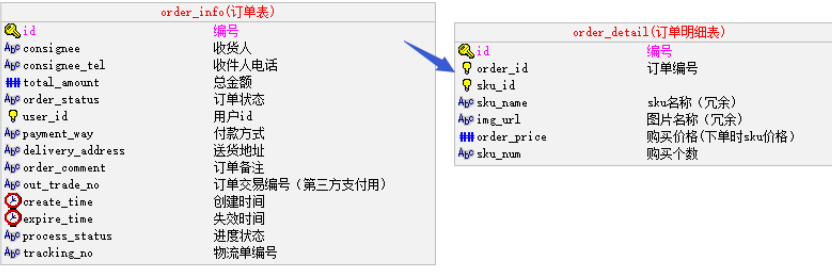 order_info(订单表)
id 编号
consignee 收货人
consignee_tel 收件人电话
total_amount 总金额
order_status 订单状态
user_id 用户id
payment_way 付款方式
delivery_address 送货地址
order_comment 订单备注
out_trade_no 订单交易编号（第三方支付用）
create_time 创建时间
expire_time 失效时间
process_status 进度状态
tracking_no 物流单编号
order_detail(订单明细表)
id 编号
order_id 订单编号
sku_id
sku_name sku名称（冗余）
img_url 图片名称（冗余）
order_price 购买价格(下单时sku价格）
sku_num 购买个数